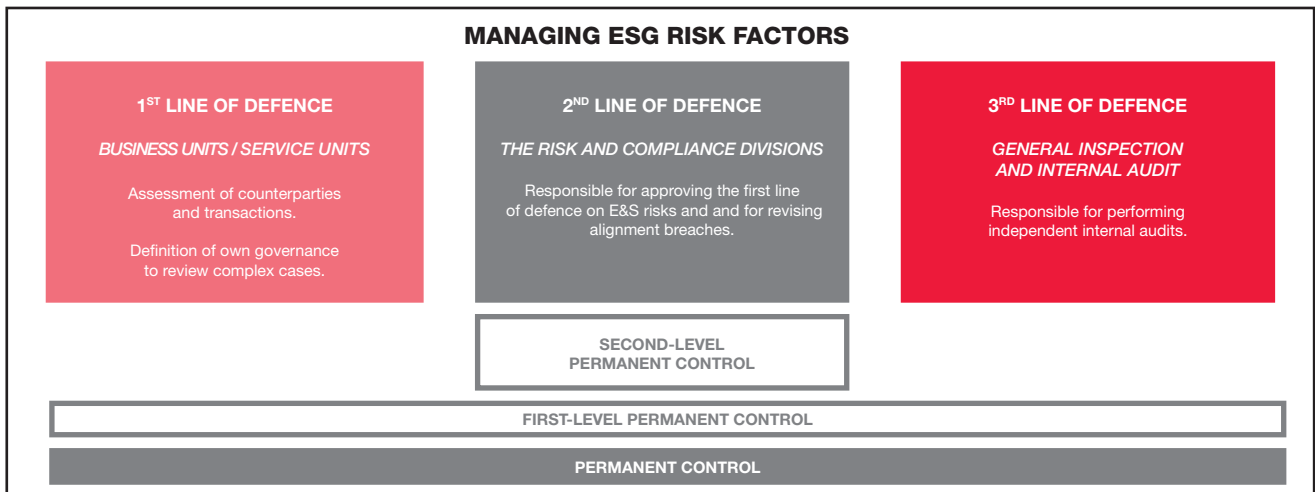 MANAGING ESG RISK FACTORS
1ST LINE OF DEFENCE
BUSINESS UNITS / SERVICE UNITS
Assessment of counterparties
and transactions.
Definition of own governance
to review complex cases.
2ND LINE OF DEFENCE
THE RISK AND COMPLIANCE DIVISIONS
Responsible for approving the first line
of defence on E&S risks and and for revising
alignment breaches.
3RD LINE OF DEFENCE
GENERAL INSPECTION
AND INTERNAL AUDIT
Responsible for performing
independent internal audits.
SECOND-LEVEL
PERMANENT CONTROL
FIRST-LEVEL PERMANENT CONTROL
PERMANENT CONTROL